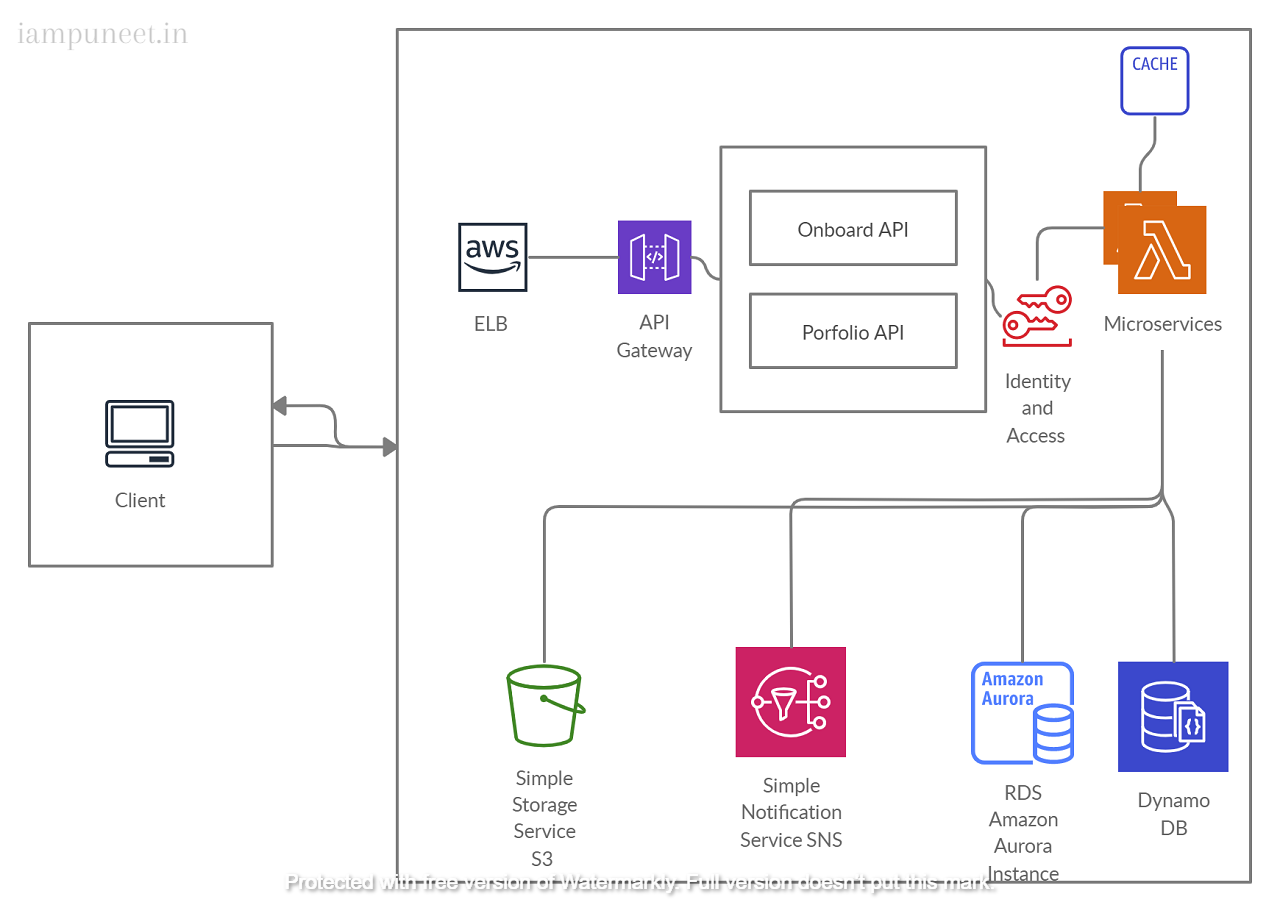 iampuneet.in
CACHE
aws
ELB
API
Gateway
Onboard API
Porfolio API
Identity
and
Access
Microservices
Client
Simple
Storage
Service
S3
Simple
Notification
Service SNS
Amazon
Aurora
RDS
Amazon
Aurora
Instance
Dynamo
DB
Protected with free version of Watermarkly. Full version doesn't put this mark.